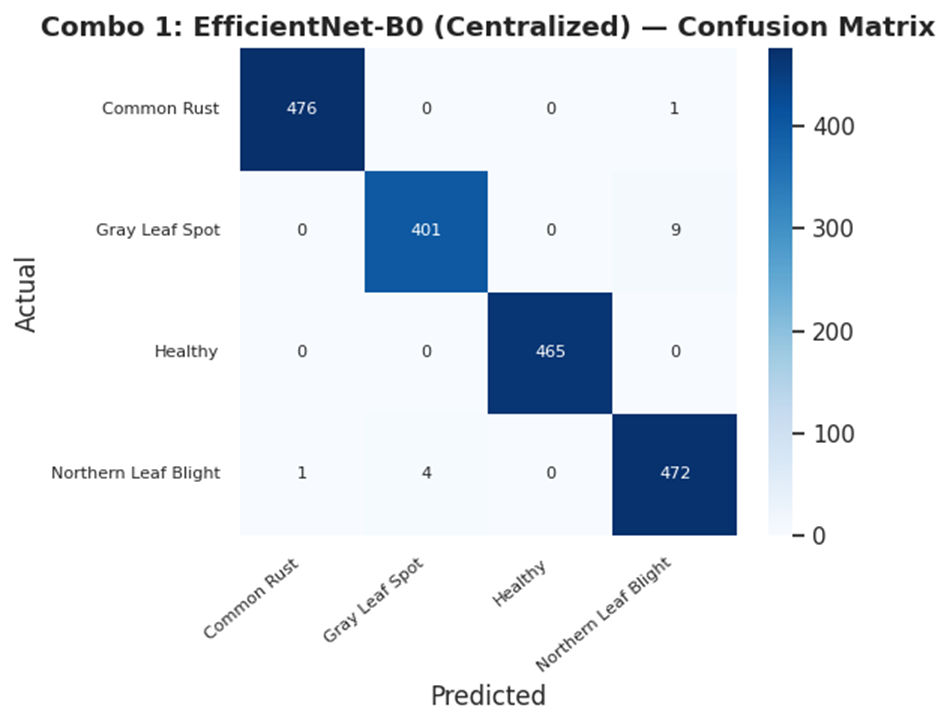 Combo 1: EfficientNet-B0 (Centralized) — Confusion Matrix
Common Rust 476 0 0 1
Gray Leaf Spot 0 401 0 9
Healthy 0 0 465 0
Northern Leaf Blight 1 4 0 472
Common Rust Gray Leaf Spot Healthy Northern Leaf Blight
Predicted
Actual
400
300
200
100
0